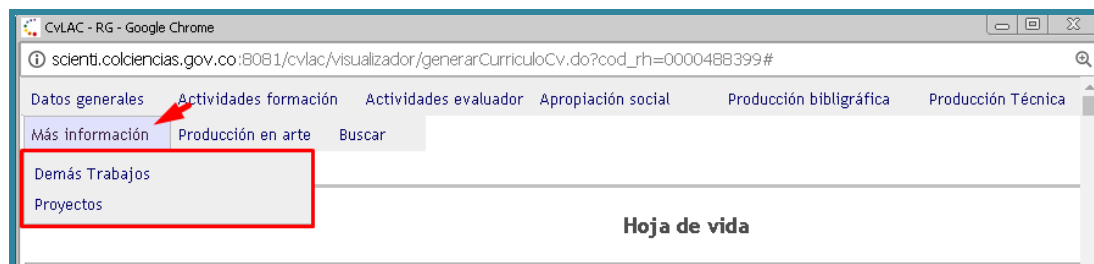 CvLAC - RG - Google Chrome
scienti.colciencias.gov.co:8081/cvlac/visualizador/generarCurriculoCv.do?cod_rh=0000488399#
Datos generales Actividades formación Actividades evaluador Apropiación social Producción bibligráfica Producción Técnica
Más información Producción en arte Buscar
Demás Trabajos
Proyectos
Hoja de vida